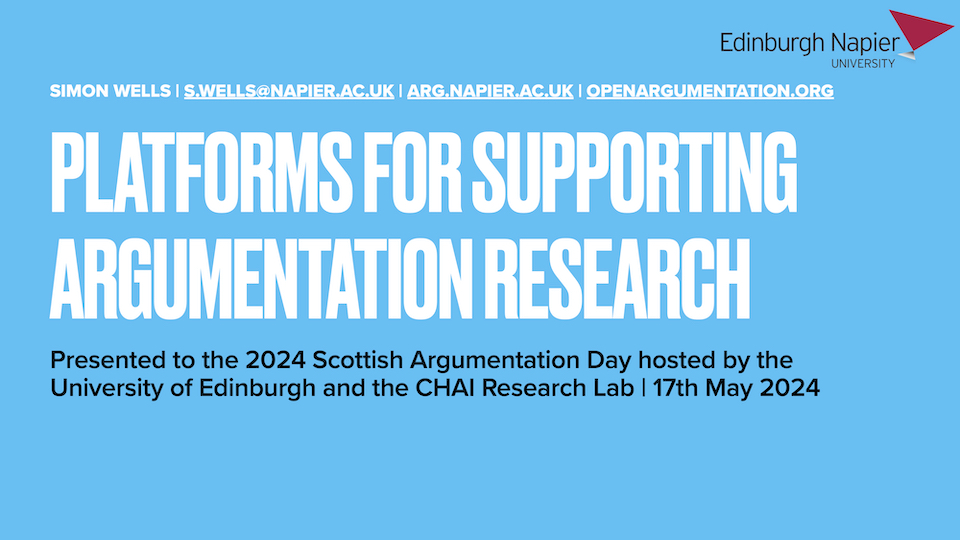 Edinburgh Napier
UNIVERSITY
SIMON WELLS | S.WELLS@NAPIER.AC.UK | ARG.NAPIER.AC.UK | OPENARGUMENTATION.ORG
PLATFORMS FOR SUPPORTING
ARGUMENTATION RESEARCH
Presented to the 2024 Scottish Argumentation Day hosted by the
University of Edinburgh and the CHAI Research Lab | 17th May 2024